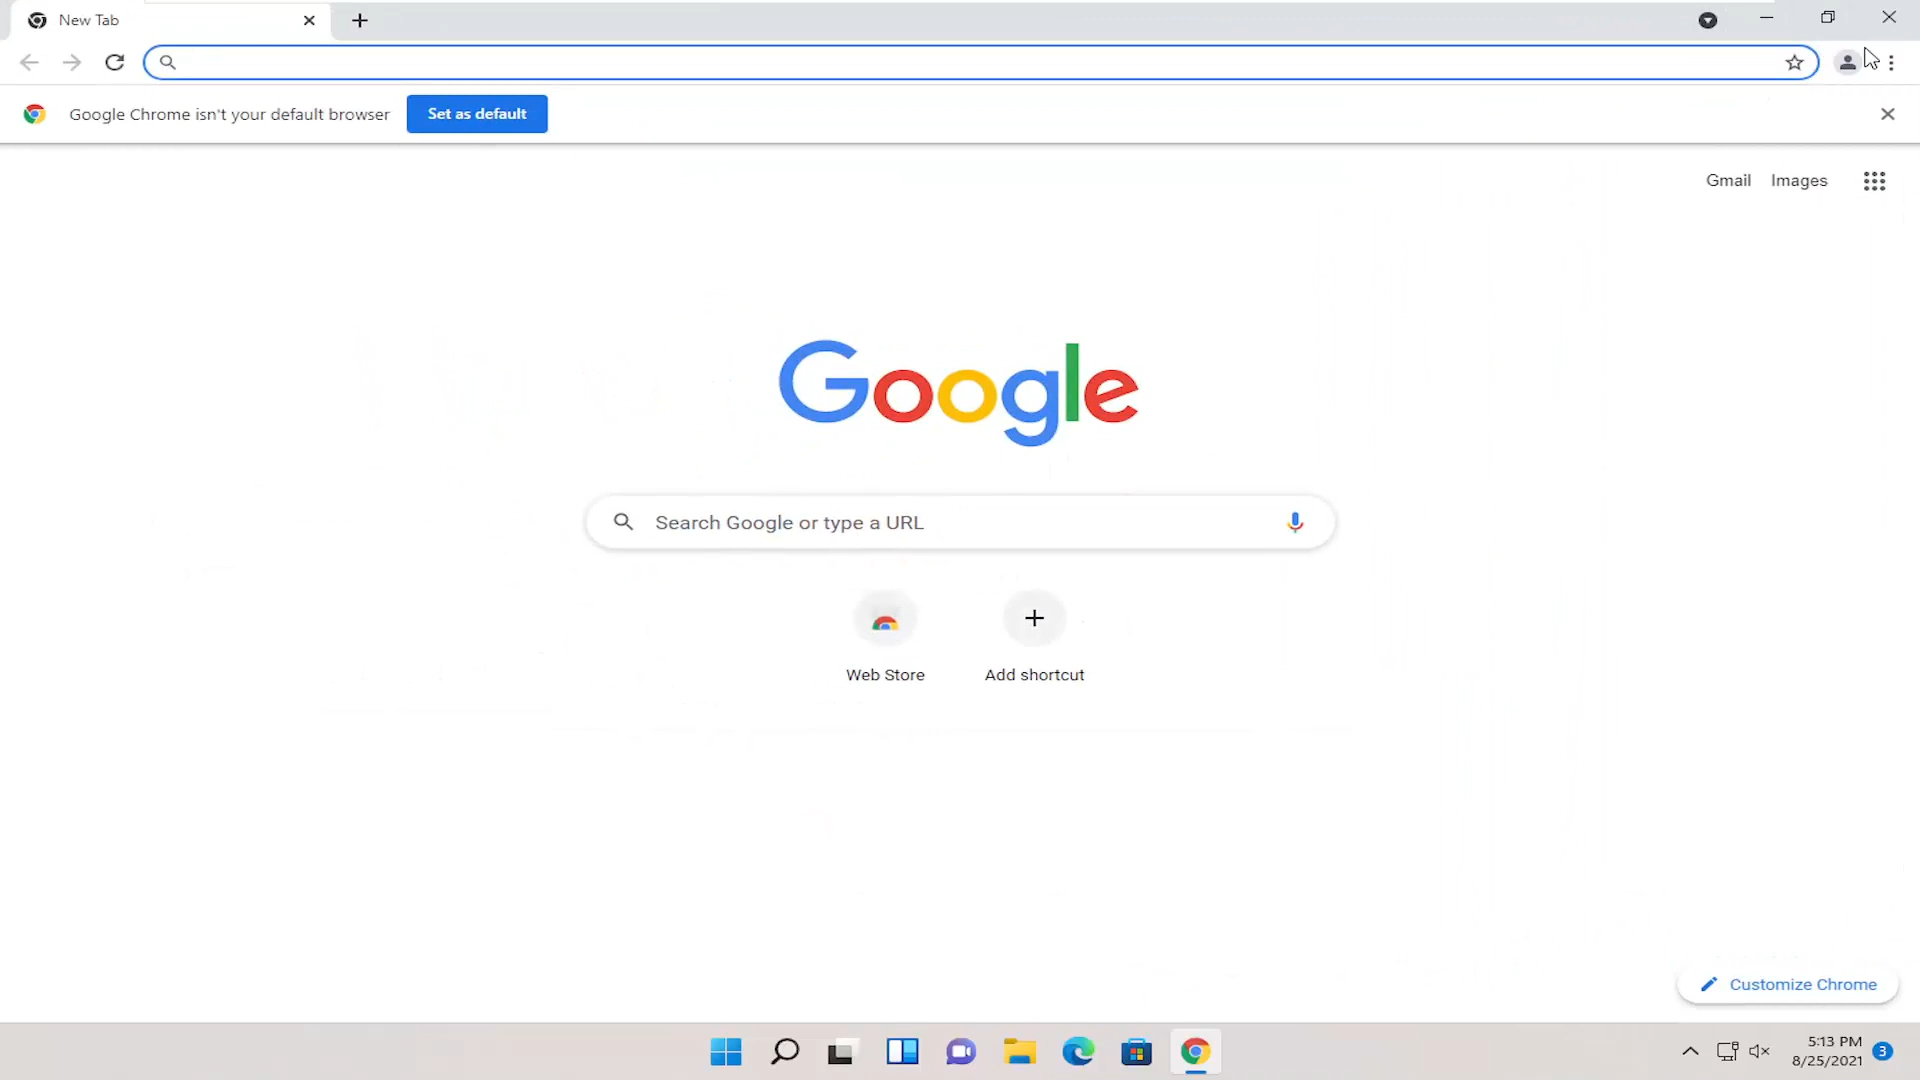 New Tab
Google Chrome isn't your default browser
Set as default
Gmail
Images
Google
Search Google or type a URL
Web Store
Add shortcut
Customize Chrome
5:13 PM
8/25/2021
3